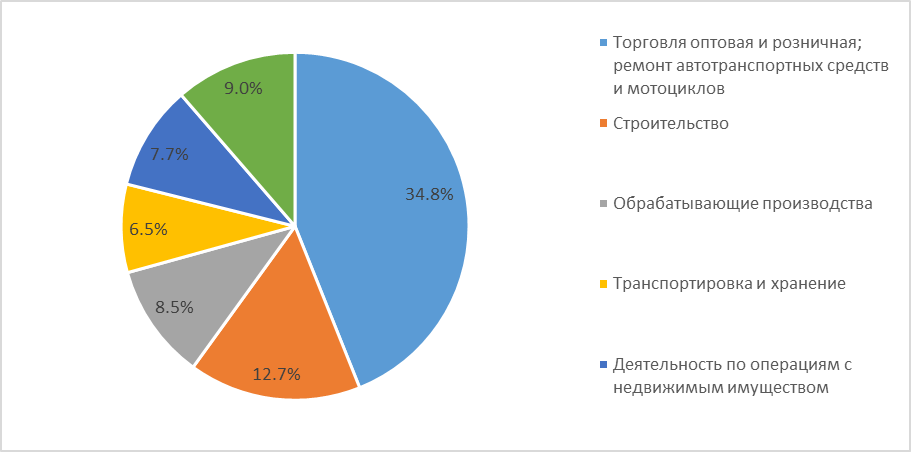 9.0%
7.7%
34.8%
6.5%
8.5%
12.7%
Торговля оптовая и розничная;
ремонт автотранспортных средств
и мотоциклов
Строительство
Обрабатывающие производства
Транспортировка и хранение
Деятельность по операциям с
недвижимым имуществом